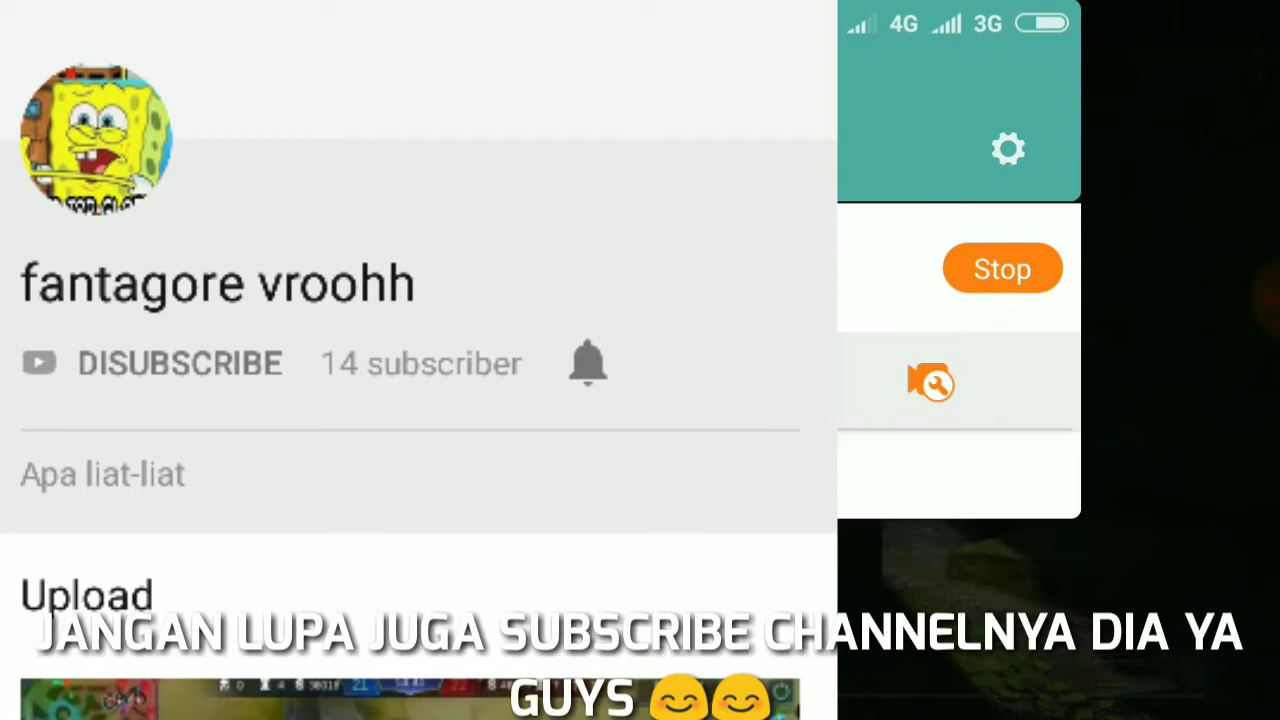 4G 3G
fantagore vroohh
Stop
DISUBSCRIBE 14 subscriber
Apa liat-liat
Upload
JANGAN LUPA JUGA SUBSCRIBE CHANNELNYA DIA YA
GUYS 😊😊